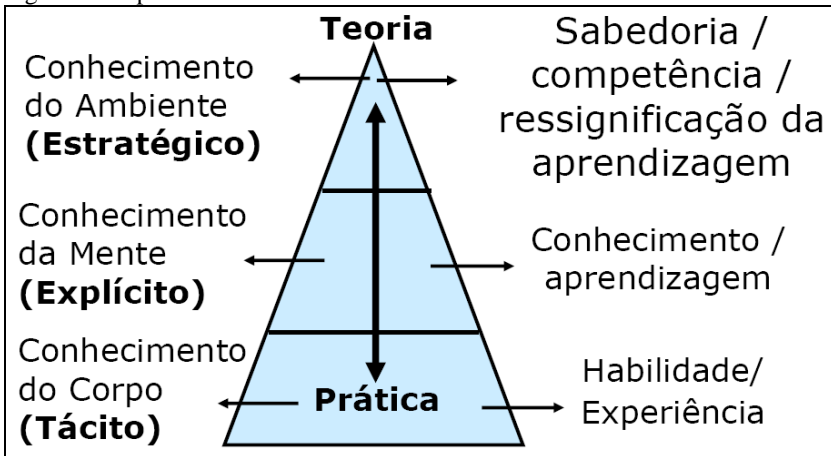 Teoria
Conhecimento
do Ambiente
(Estratégico)
Sabedoria /
competência /
ressignificação da
aprendizagem
Conhecimento
da Mente
(Explícito)
Conhecimento /
aprendizagem
Conhecimento
do Corpo
(Tácito)
Prática
Habilidade/
Experiência